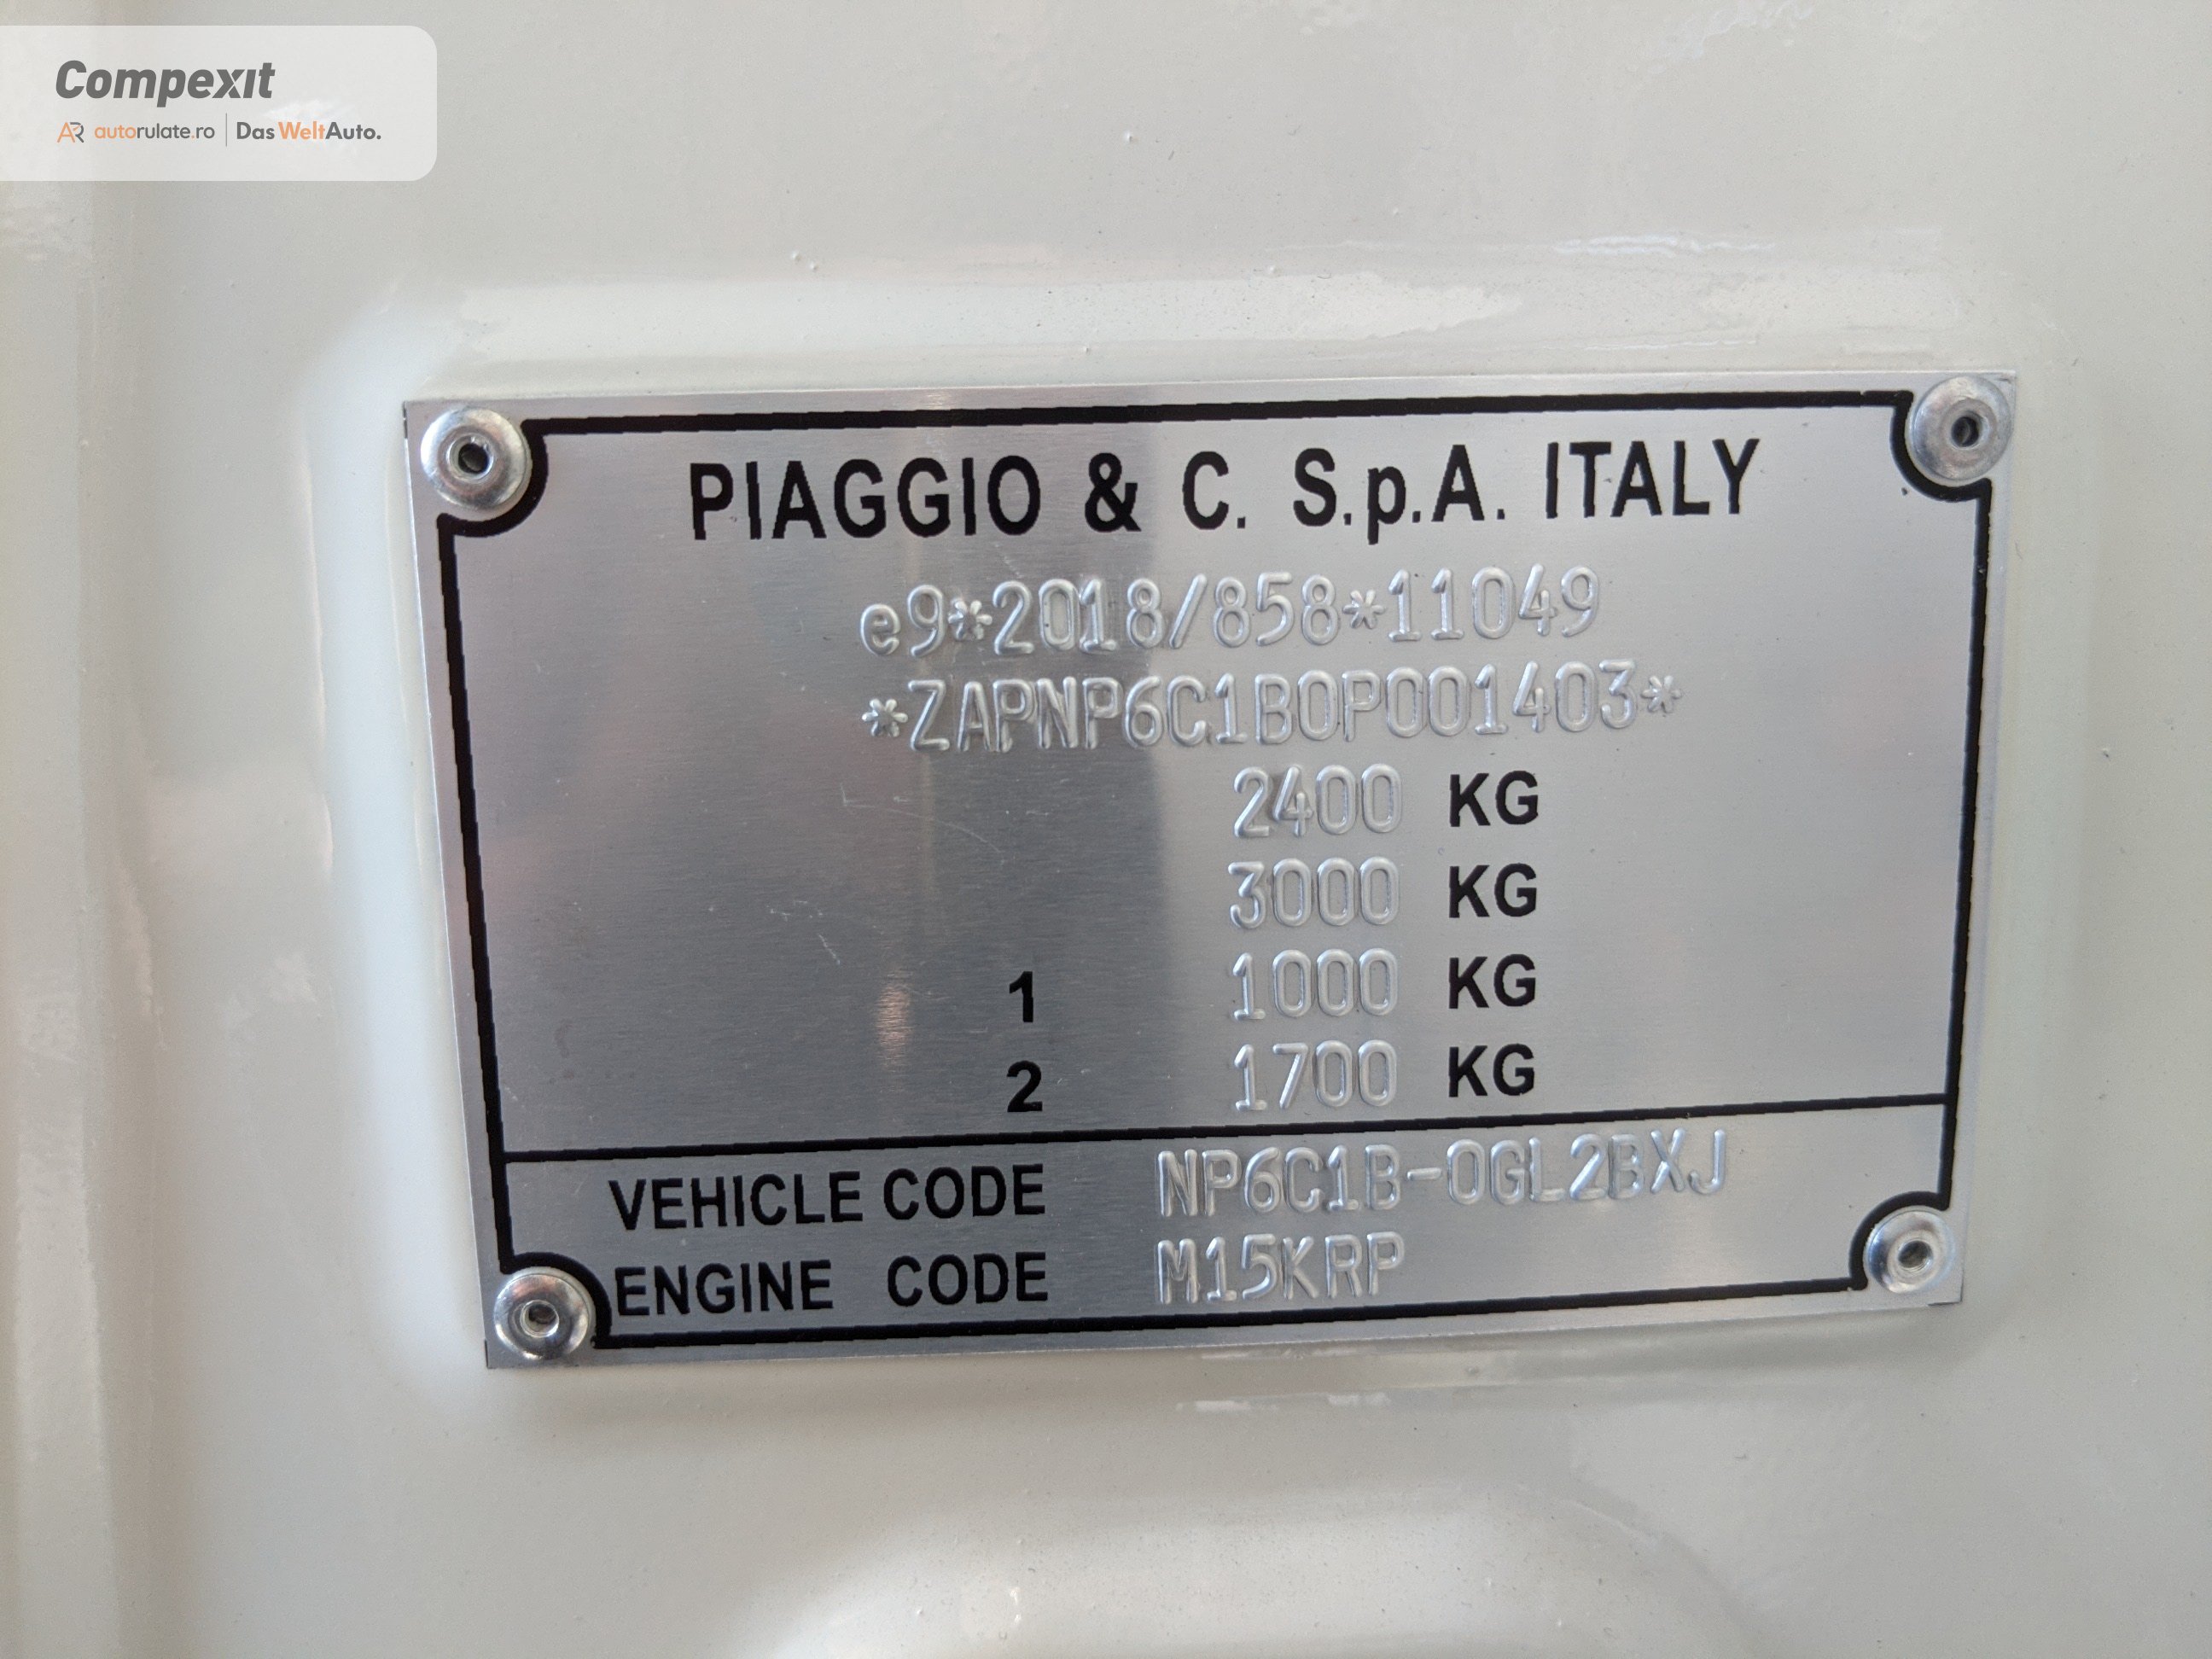 Compexit
AR autorulate.ro | Das WeltAuto.
PIAGGIO & C. S.p.A. ITALY
e9*2018/858*11049
*ZAPNP6C1B0P001403*
2400 KG
3000 KG
1 1000 KG
2 1700 KG
VEHICLE CODE NP6C1B-0GL2BXJ
ENGINE CODE M15KRP